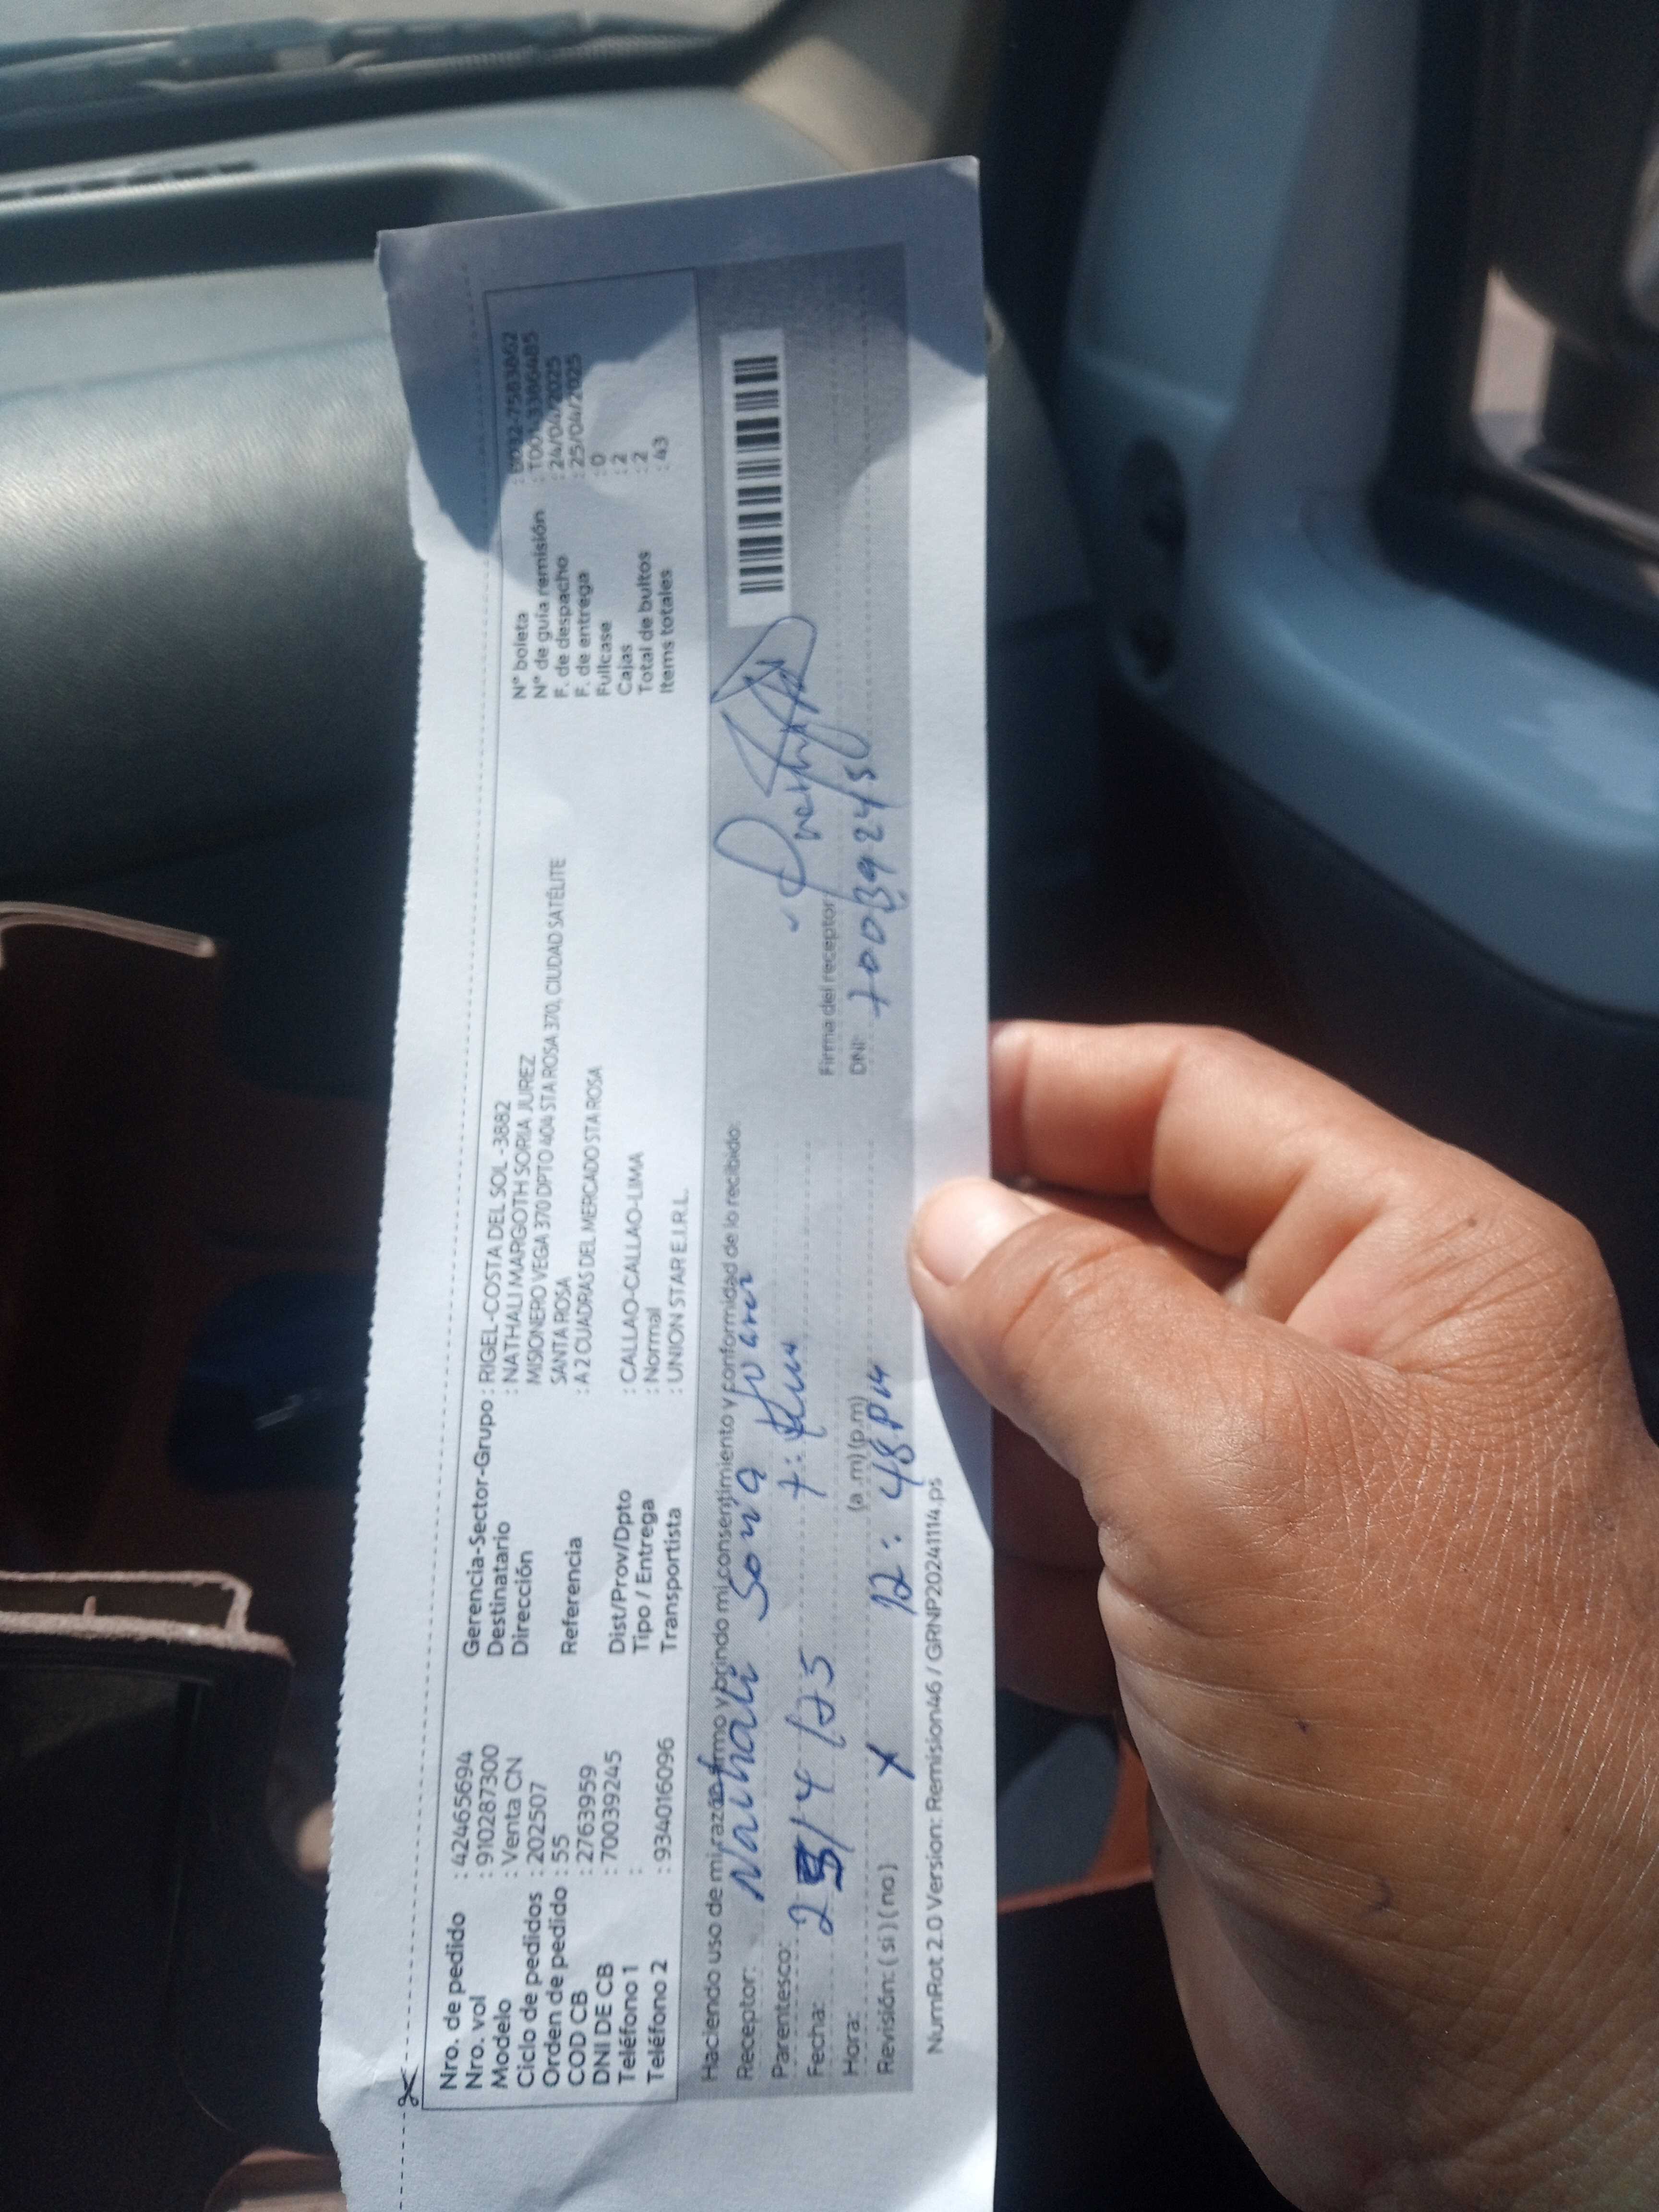 Nro. de pedido : 424665694
Nro. vol : 910287300
Modelo : Venta CN
Ciclo de pedidos : 202507
Orden de pedido : 55
COD CB : 27639959
DNI DE CB : 70039245
Teléfono 1 :
Teléfono 2 : 934016096
Gerencia-Sector-Grupo : RIGEL-COSTA DEL SOL-3882
Destinatario : NATHALI MARGOTH SORIA JUREZ
Dirección MISIONERO VEGA 370 DPTO 404 STA ROSA 370, CIUDAD SATÉLITE
SANTA ROSA
Referencia : A 2 CUADRAS DEL MERCADO STA ROSA
Dist/Prov/Dpto : CALLAO-CALLAO-LIMA
Tipo / Entrega : Normal
Transportista : UNION STAR E.I.R.L.
N° boleta : B092-7583862
N° de guía remisión
F. de despacho : 24/04/2025
F. de entrega : 25/04/2025
Fullcase : 0
Cajas : 2
Total de bultos : 2
Items totales : 43
Haciendo uso de mi razón firmo y brindo mi consentimiento y conformidad de lo recibido:
Receptor: Nathali Soria
Parentesco:
Fecha: 25/4/25
Hora: (a.m)(p.m)
12:48 PM
Revisión: (si)(no) X
Firma del receptor
DNI: 70039245
NumRot 2.0 Version: Remision46 / GRNP20241114.ps